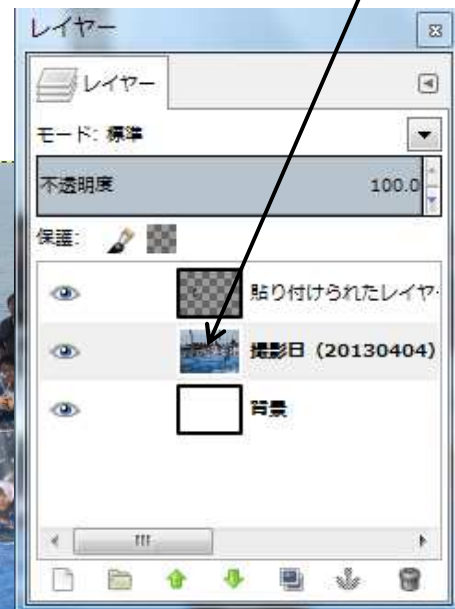 レイヤー
レイヤー
モード: 標準
不透明度 100.0
保護:
貼り付けられたレイヤ
撮影日 (20130404)
背景